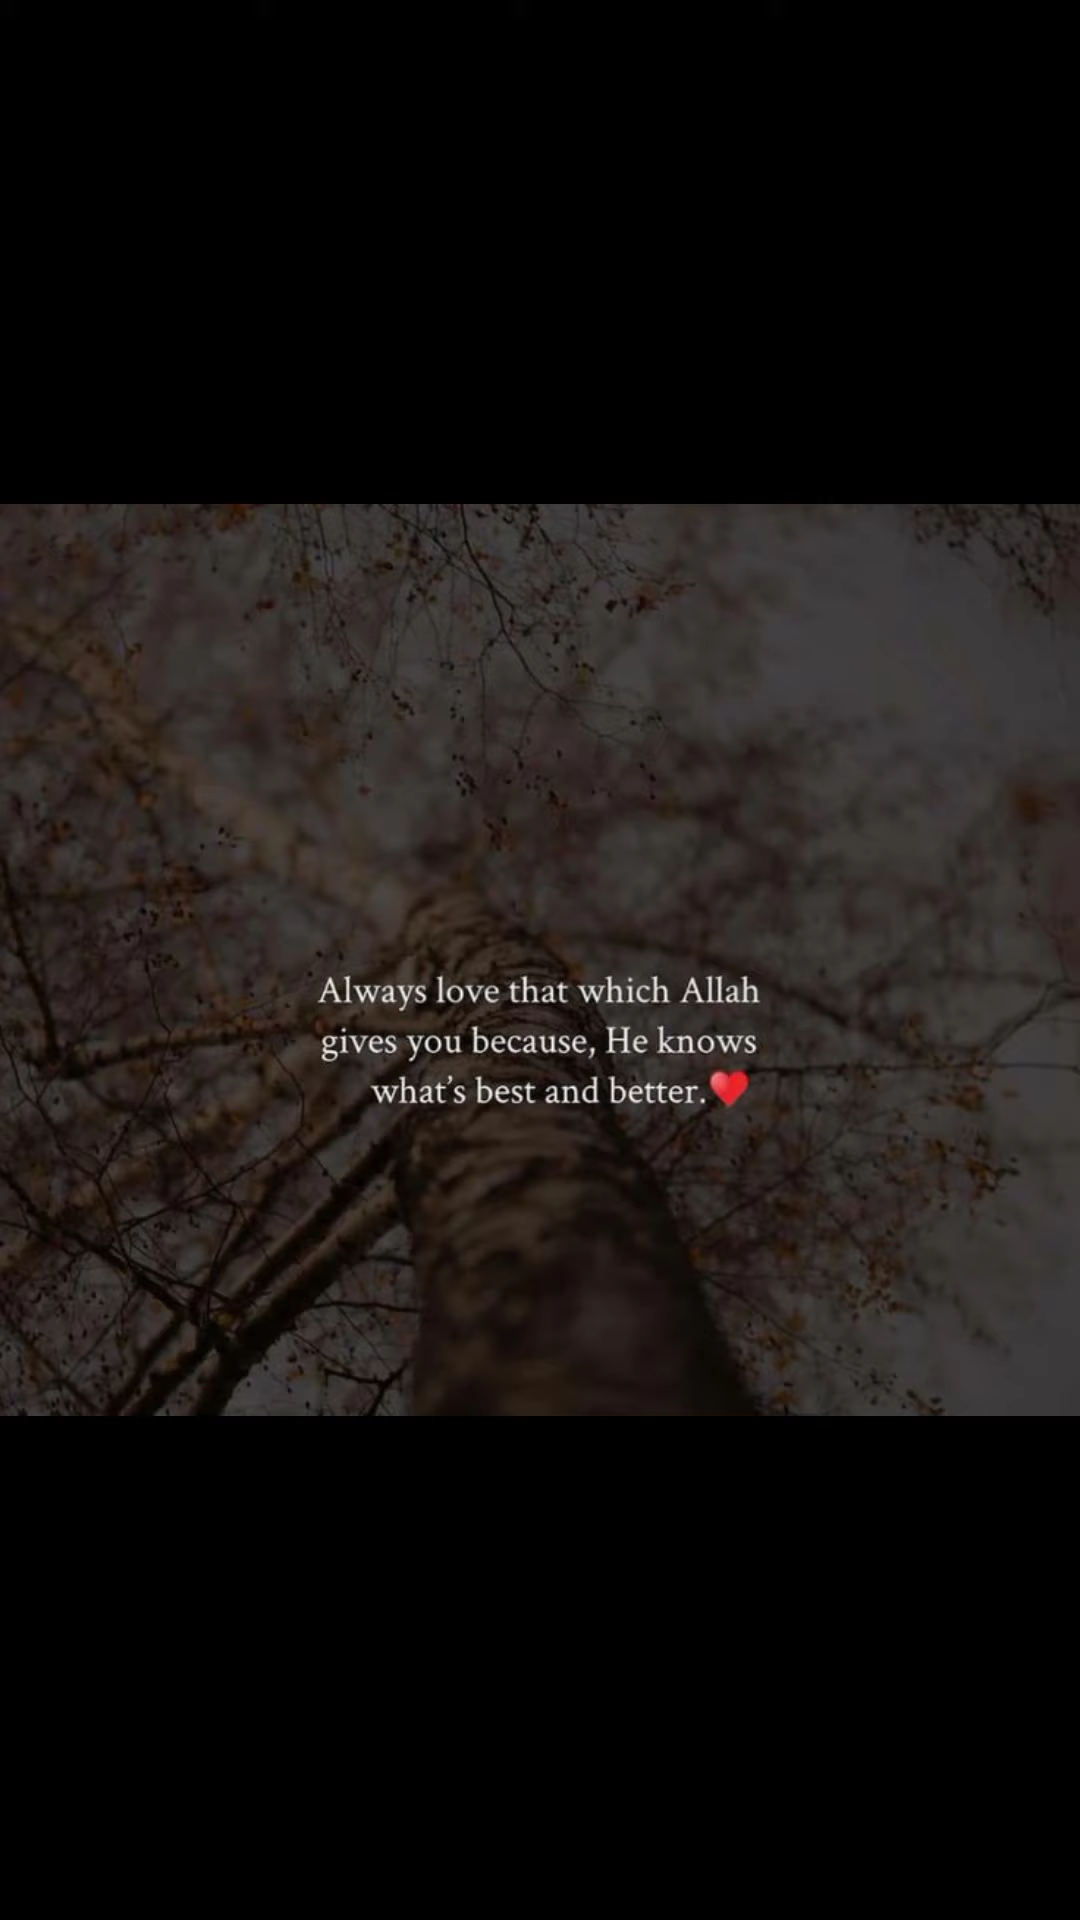 Always love that which Allah
gives you because, He knows
what’s best and better.❤️